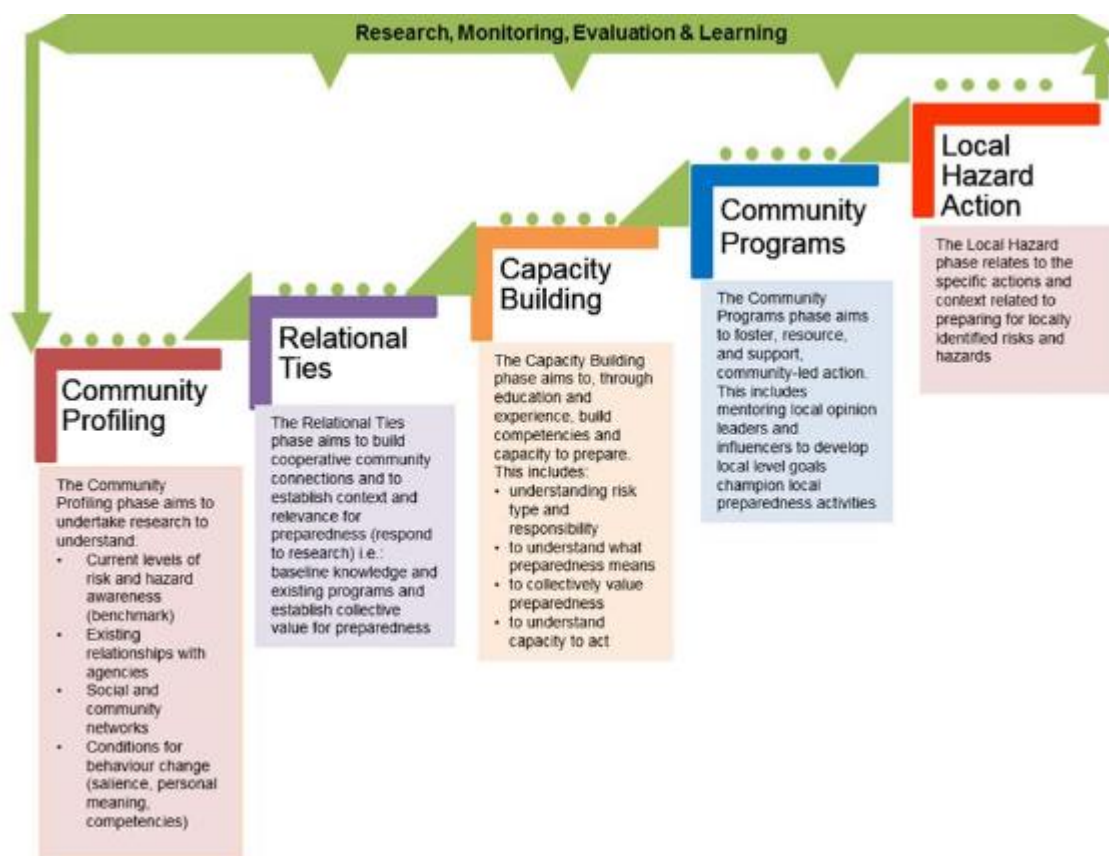 Research, Monitoring, Evaluation & Learning
Community
Profiling
The Community
Profiling phase aims to
undertake research to
understand.
• Current levels of
risk and hazard
awareness
(benchmark)
• Existing
relationships with
agencies
• Social and
community
networks
• Conditions for
behaviour change
(salience, personal
meaning,
competencies)
Relational
Ties
The Relational Ties
phase aims to build
cooperative community
connections and to
establish context and
relevance for
preparedness (respond
to research) i.e.:
baseline knowledge and
existing programs and
establish collective
value for preparedness
Capacity
Building
The Capacity Building
phase aims to, through
education and
experience, build
competencies and
capacity to prepare.
This includes:
• understanding risk
type and
responsibility
• to understand what
preparedness means
• to collectively value
preparedness
• to understand
capacity to act
Community
Programs
The Community
Programs phase aims
to foster, resource,
and support,
community-led action.
This includes
mentoring local opinion
leaders and
influencers to develop
local level goals
champion local
preparedness activities
Local
Hazard
Action
The Local Hazard
phase relates to the
specific actions and
context related to
preparing for locally
identified risks and
hazards